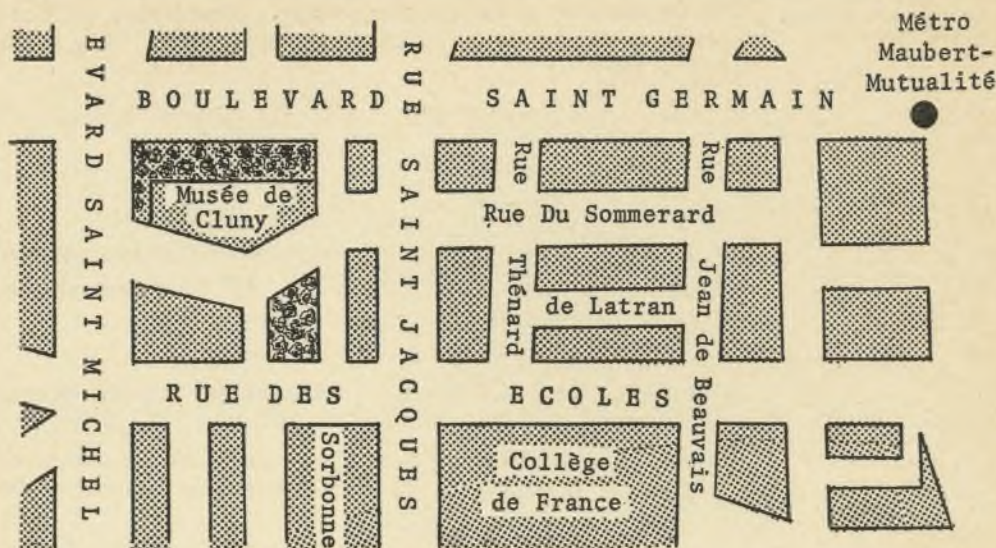 Métro
Maubert-
Mutualité
BOULEVARD SAINT GERMAIN
EVARD SAINT MICHEL
RUE SAINT JACQUES
Musée de
Cluny
Rue Thénard
Rue Jean de Beauvais
Rue Du Sommerard
de Latran
RUE DES ECOLES
Sorbonne
Collège
de France